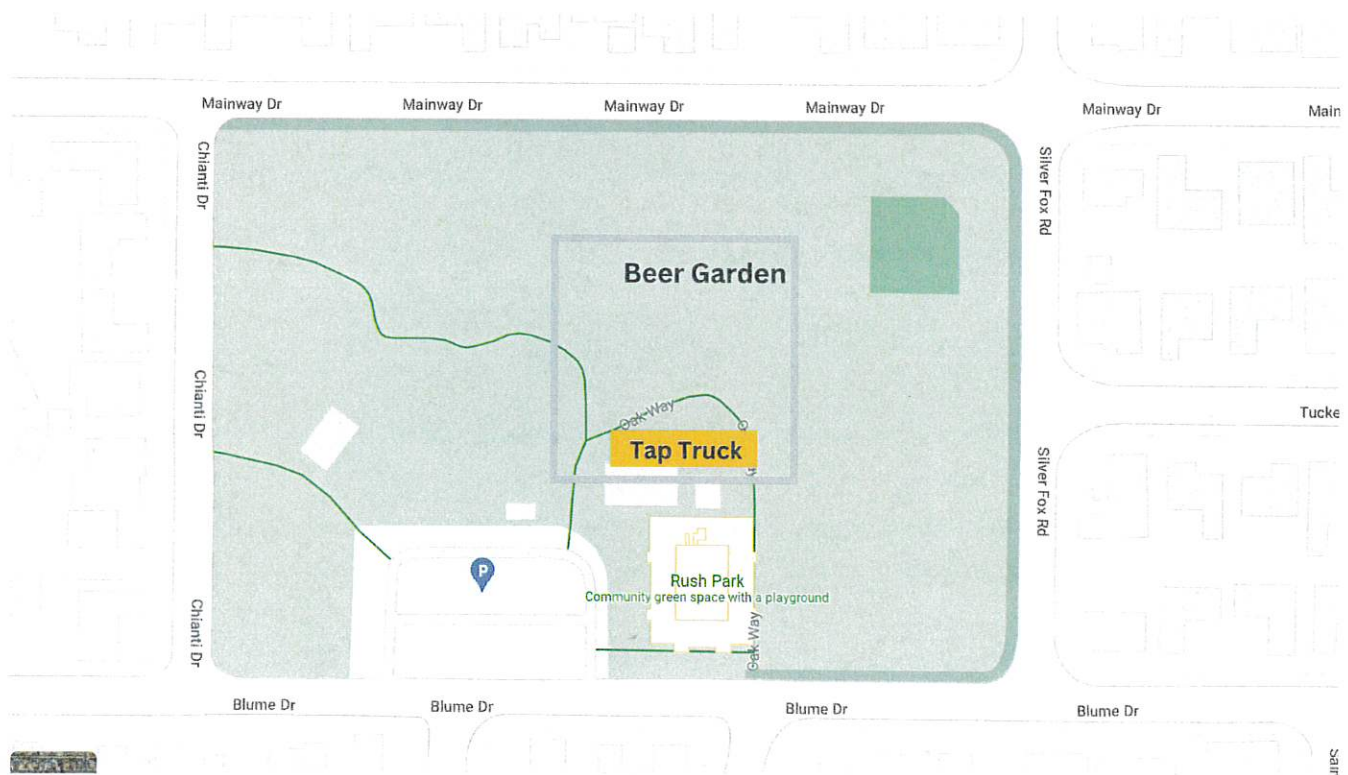 Mainway Dr
Mainway Dr
Mainway Dr
Mainway Dr
Mainway Dr
Main
Chianti Dr
Silver Fox Rd
Beer Garden
Chianti Dr
Oak Way
Tucke
Tap Truck
Silver Fox Rd
P
Rush Park
Community green space with a playground
Chianti Dr
Oak Way
Blume Dr
Blume Dr
Blume Dr
Blume Dr
Sair